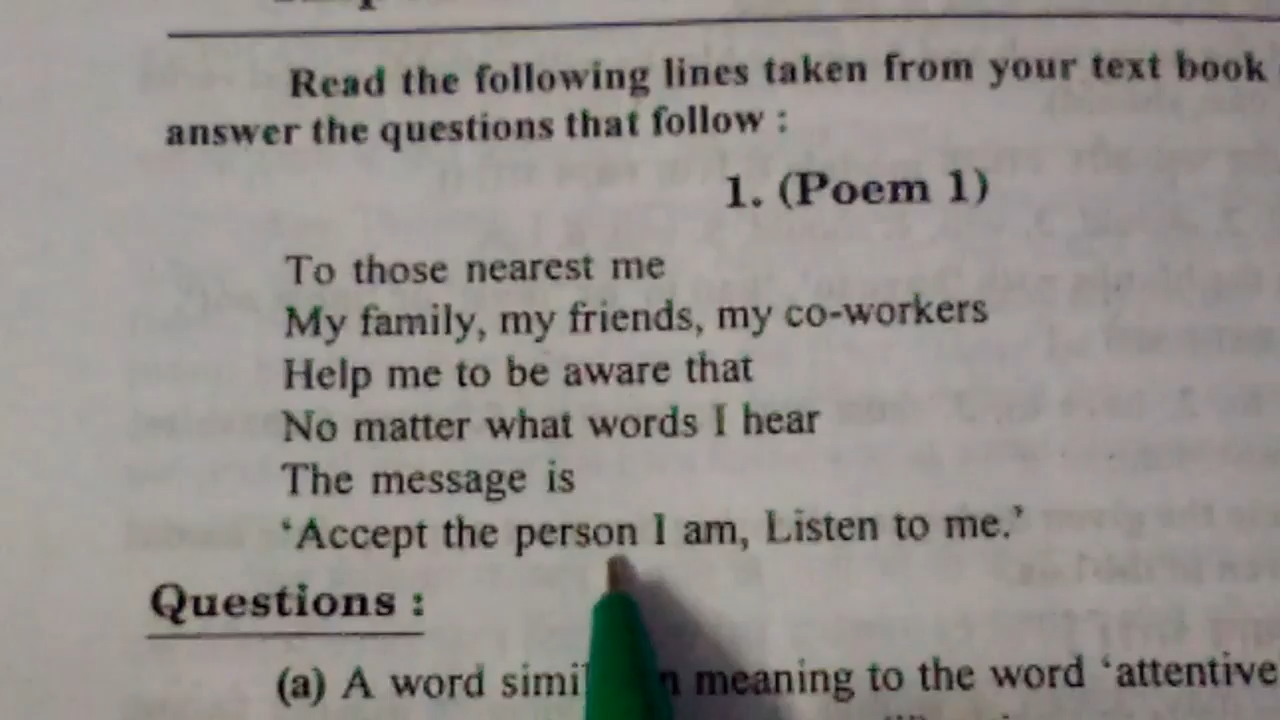 Read the following lines taken from your text book
answer the questions that follow :
1. (Poem 1)
To those nearest me
My family, my friends, my co-workers
Help me to be aware that
No matter what words I hear
The message is
‘Accept the person I am, Listen to me.’
Questions :
(a) A word simi n meaning to the word ‘attentive